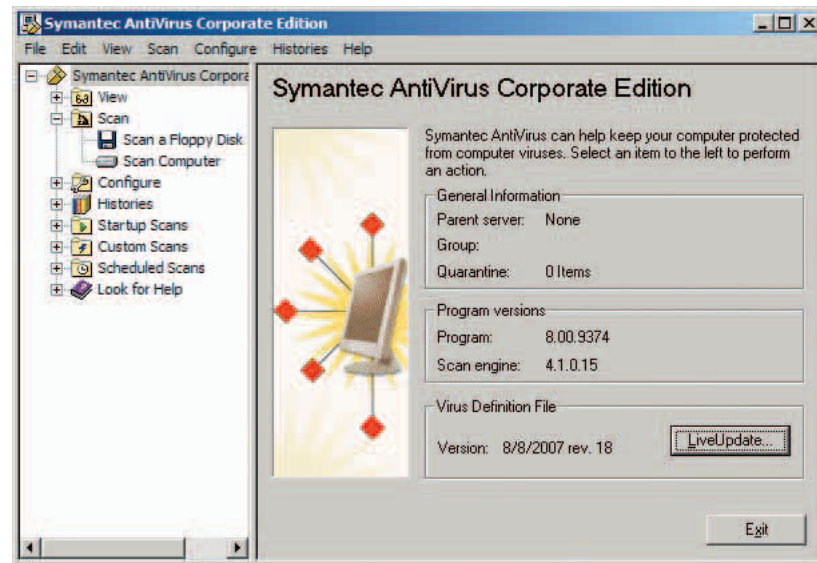 Symantec AntiVirus Corporate Edition
File Edit View Scan Configure Histories Help
Symantec AntiVirus Corpora
View
Scan
Scan a Floppy Disk
Scan Computer
Configure
Histories
Startup Scans
Custom Scans
Scheduled Scans
Look for Help
Symantec AntiVirus Corporate Edition
Symantec AntiVirus can help keep your computer protected
from computer viruses. Select an item to the left to perform
an action.
General Information
Parent server: None
Group:
Quarantine: 0 Items
Program versions
Program: 8.00.9374
Scan engine: 4.1.0.15
Virus Definition File
Version: 8/8/2007 rev. 18
LiveUpdate...
Exit